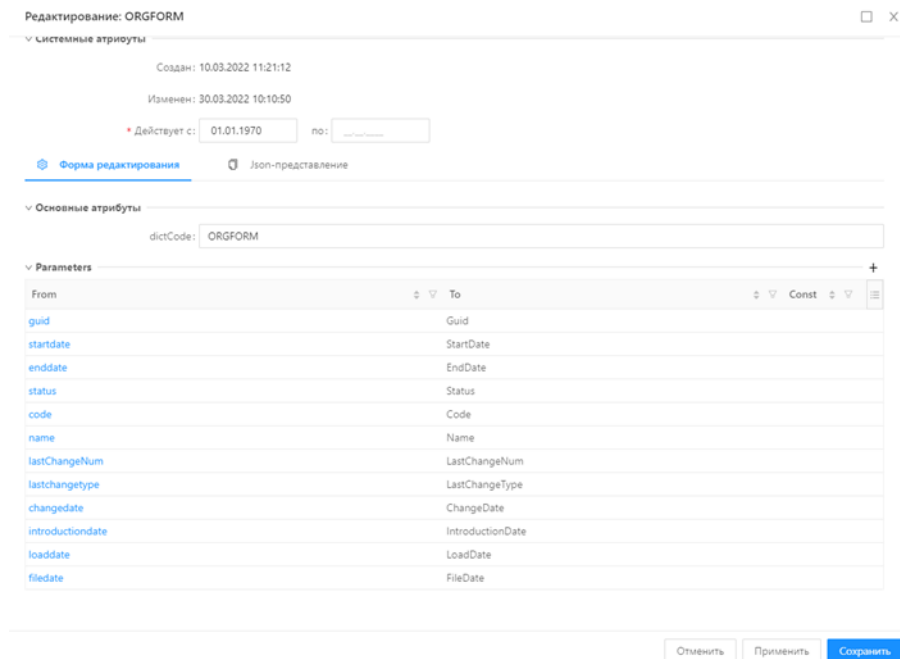 Редактирование: ORGFORM
Системные атрибуты
Создан: 10.03.2022 11:21:12
Изменен: 30.03.2022 10:10:50
* Действует с: 01.01.1970 по: __.__.____
Форма редактирования Json-представление
Основные атрибуты
dictCode: ORGFORM
Parameters +
From To Const
guid Guid
startdate StartDate
enddate EndDate
status Status
code Code
name Name
lastChangeNum LastChangeNum
lastchangetype LastChangeType
changedate ChangeDate
introductiondate IntroductionDate
loaddate LoadDate
filedate FileDate
Отменить Применить Сохранить